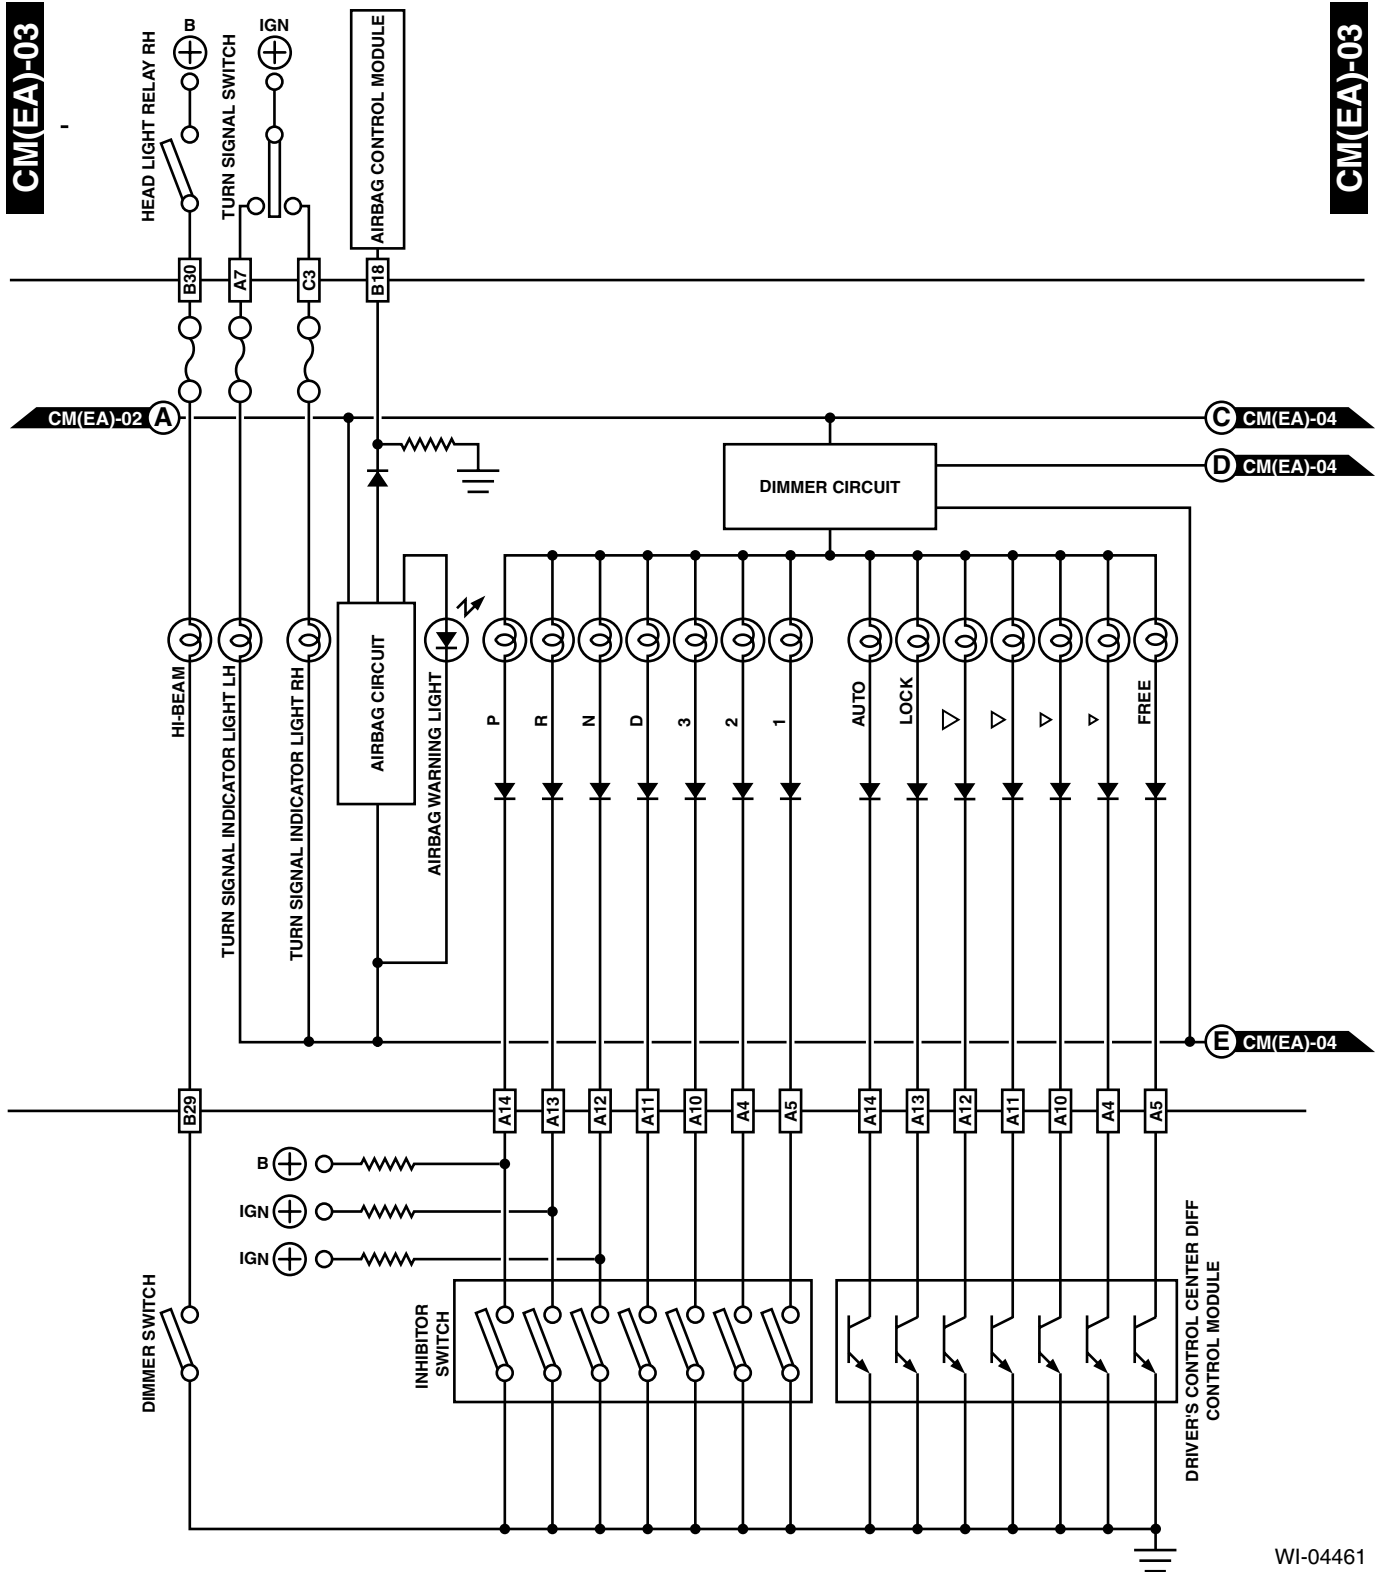 CM(EA)-03
CM(EA)-03
B
IGN
HEAD LIGHT RELAY RH
TURN SIGNAL SWITCH
AIRBAG CONTROL MODULE
B30
A7
C3
B18
CM(EA)-02
A
C
CM(EA)-04
D
CM(EA)-04
DIMMER CIRCUIT
HI-BEAM
TURN SIGNAL INDICATOR LIGHT LH
TURN SIGNAL INDICATOR LIGHT RH
AIRBAG CIRCUIT
AIRBAG WARNING LIGHT
P
R
N
D
3
2
1
AUTO
LOCK
FREE
E
CM(EA)-04
B29
A14
A13
A12
A11
A10
A4
A5
A14
A13
A12
A11
A10
A4
A5
B
IGN
IGN
DIMMER SWITCH
INHIBITOR
SWITCH
DRIVER'S CONTROL CENTER DIFF
CONTROL MODULE
WI-04461